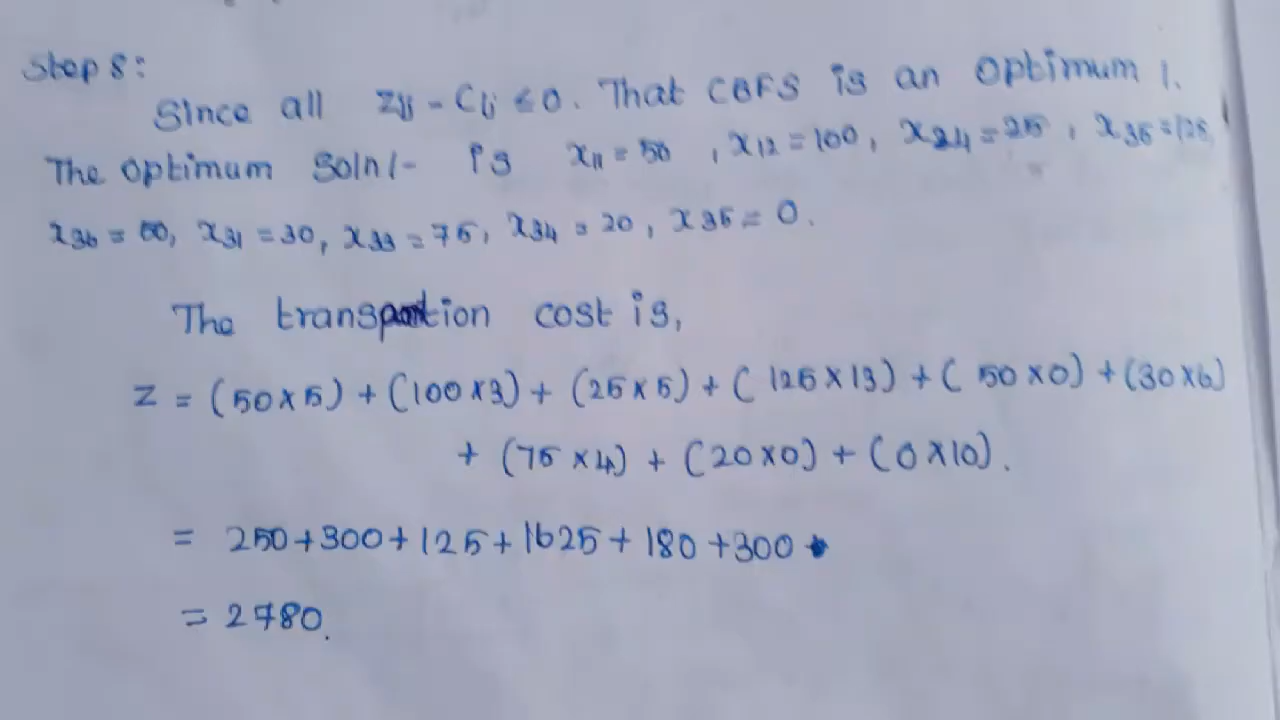 Step 8:
Since all Zij - Cij ≤ 0. That CBFS is an optimum 1.
The optimum soln/- is x11 = 50 , x12 = 100 , x24 = 25 , x35 = 125
x36 = 50, x31 = 30, x33 = 75, x34 = 20, x35 = 0.
The transportion cost is,
Z = (50×5) + (100×3) + (25×5) + ( 125×13) + ( 50×0) + (30×6)
+ (75×4) + (20×0) + (0×10).
= 250+300+125+1625+180+300
= 2780.